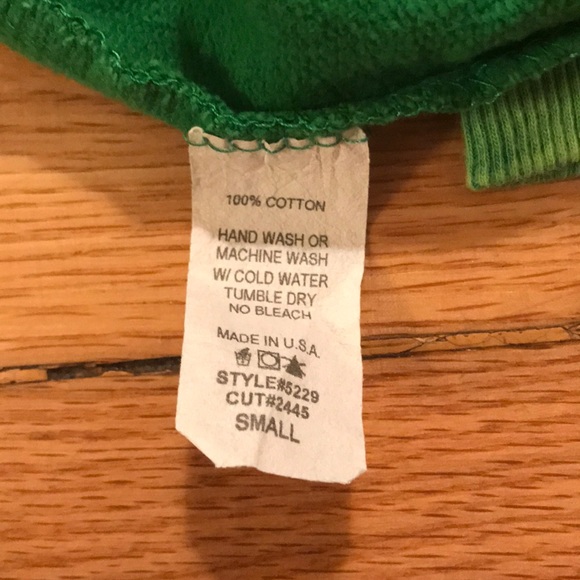 100% COTTON
HAND WASH OR
MACHINE WASH
W/ COLD WATER
TUMBLE DRY
NO BLEACH
MADE IN U.S.A.
STYLE#5229
CUT#2445
SMALL